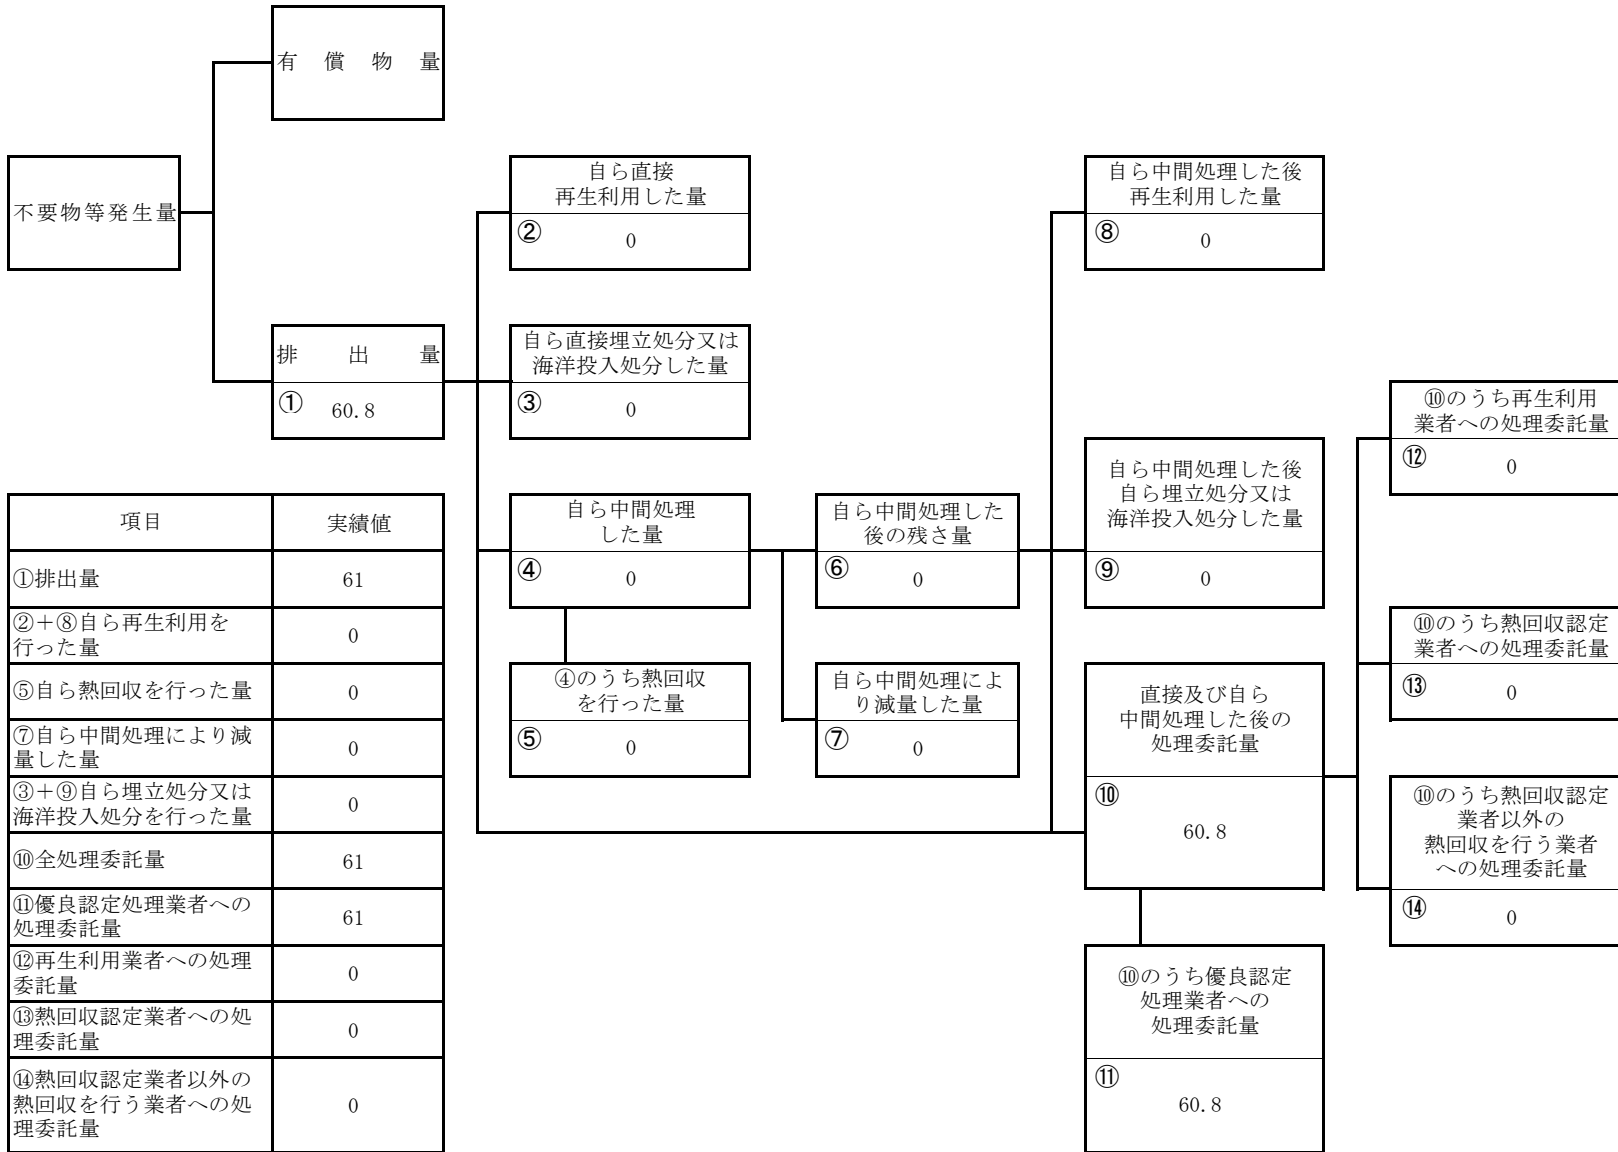 有償物量
不要物等発生量
排出量
① 60.8
自ら直接
再生利用した量
② 0
自ら直接埋立処分又は
海洋投入処分した量
③ 0
自ら中間処理
した量
④ 0
④のうち熱回収
を行った量
⑤ 0
自ら中間処理した
後の残さ量
⑥ 0
自ら中間処理によ
り減量した量
⑦ 0
自ら中間処理した後
再生利用した量
⑧ 0
自ら中間処理した後
自ら埋立処分又は
海洋投入処分した量
⑨ 0
直接及び自ら
中間処理した後の
処理委託量
⑩
60.8
⑩のうち優良認定
処理業者への
処理委託量
⑪
60.8
⑩のうち再生利用
業者への処理委託量
⑫ 0
⑩のうち熱回収認定
業者への処理委託量
⑬ 0
⑩のうち熱回収認定
業者以外の
熱回収を行う業者
への処理委託量
⑭ 0
項目 実績値
①排出量 61
②+⑧自ら再生利用を
行った量 0
⑤自ら熱回収を行った量 0
⑦自ら中間処理により減
量した量 0
③+⑨自ら埋立処分又は
海洋投入処分を行った量 0
⑩全処理委託量 61
⑪優良認定処理業者への
処理委託量 61
⑫再生利用業者への処理
委託量 0
⑬熱回収認定業者への処
理委託量 0
⑭熱回収認定業者以外の
熱回収を行う業者への処
理委託量 0